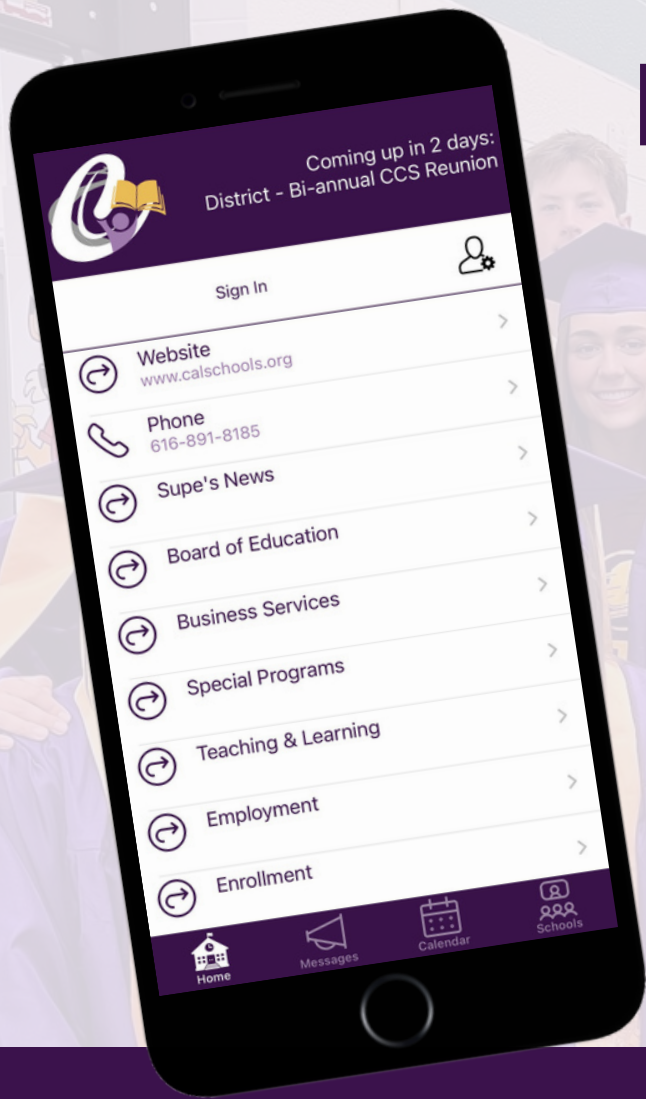 Coming up in 2 days:
District - Bi-annual CCS Reunion
Sign In
Website
www.calschools.org
Phone
616-891-8185
Supe's News
Board of Education
Business Services
Special Programs
Teaching & Learning
Employment
Enrollment
Home
Messages
Calendar
Schools